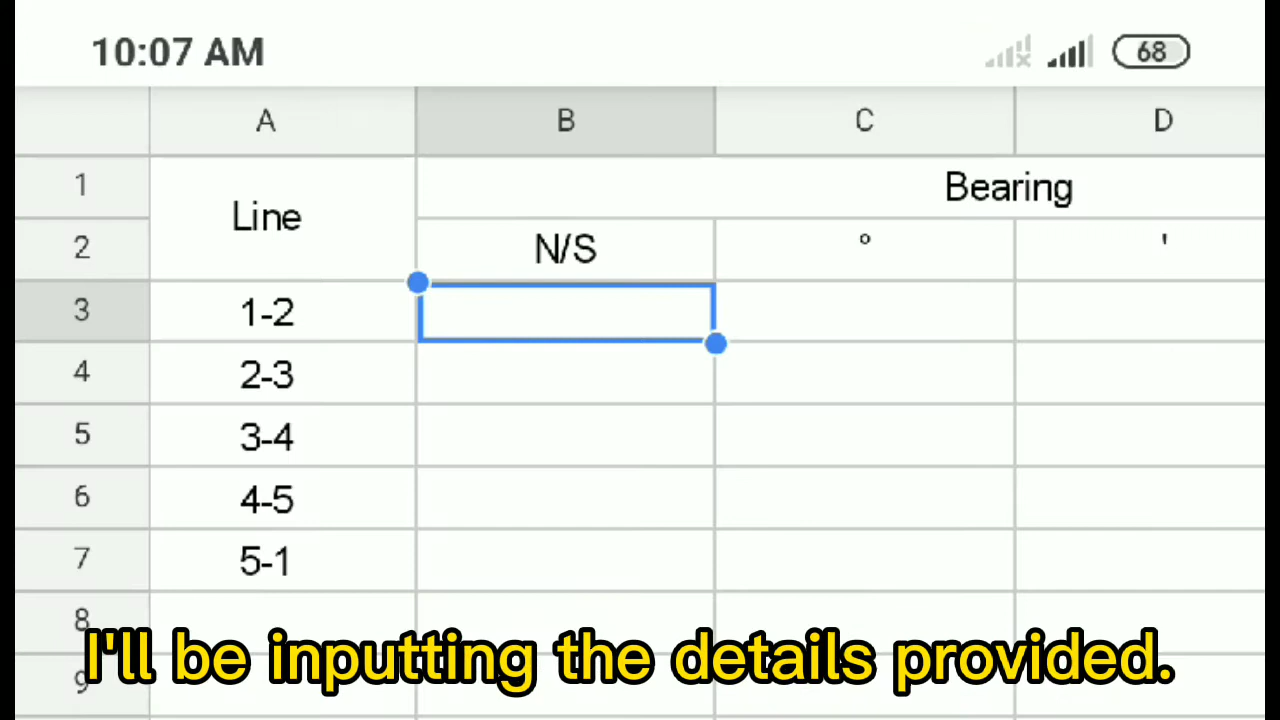 10:07 AM 68
A B C D
1 Bearing
Line
2 N/S ° '
3 1-2
4 2-3
5 3-4
6 4-5
7 5-1
8
I'll be inputting the details provided.
9